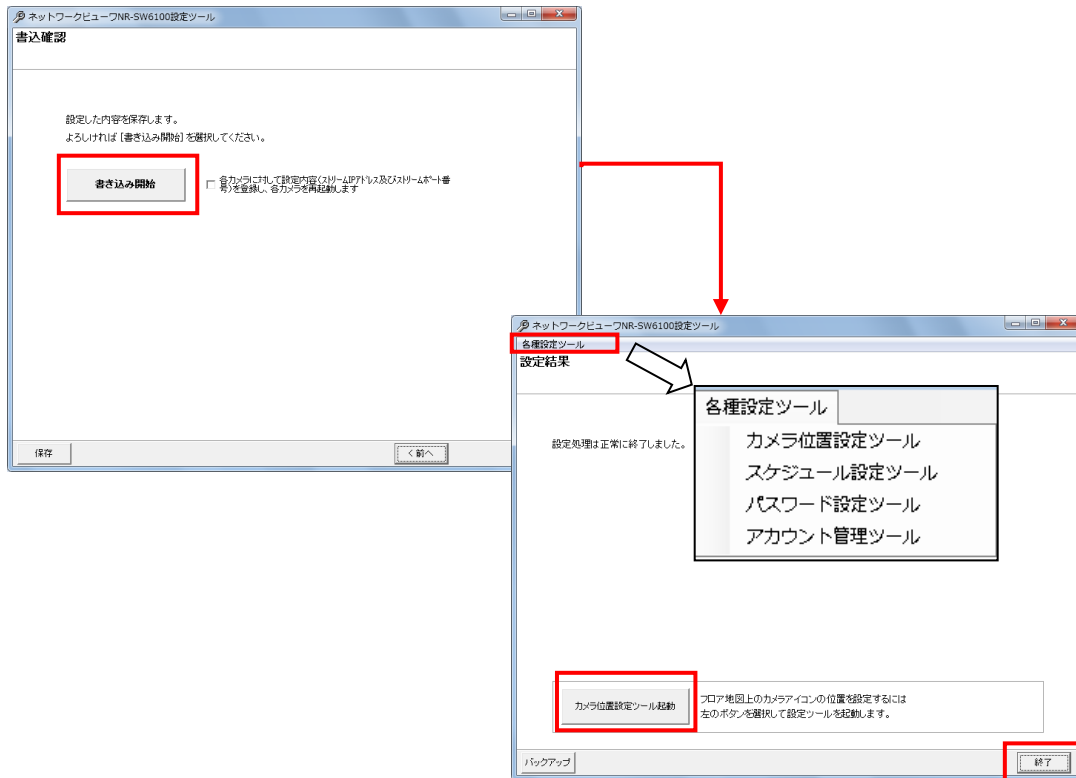 ネットワークビューワNR-SW6100設定ツール
書込確認
設定した内容を保存します。
よろしければ [書き込み開始] を選択してください。
書き込み開始
各カメラに対して設定内容(ストリームIPアドレス及びストリームポート番
号)を登録し、各カメラを再起動します
保存
< 前へ
ネットワークビューワNR-SW6100設定ツール
各種設定ツール
設定結果
各種設定ツール
カメラ位置設定ツール
スケジュール設定ツール
パスワード設定ツール
アカウント管理ツール
設定処理は正常に終了しました。
カメラ位置設定ツール起動
フロア地図上のカメラアイコンの位置を設定するには
左のボタンを選択して設定ツールを起動します。
バックアップ
終了